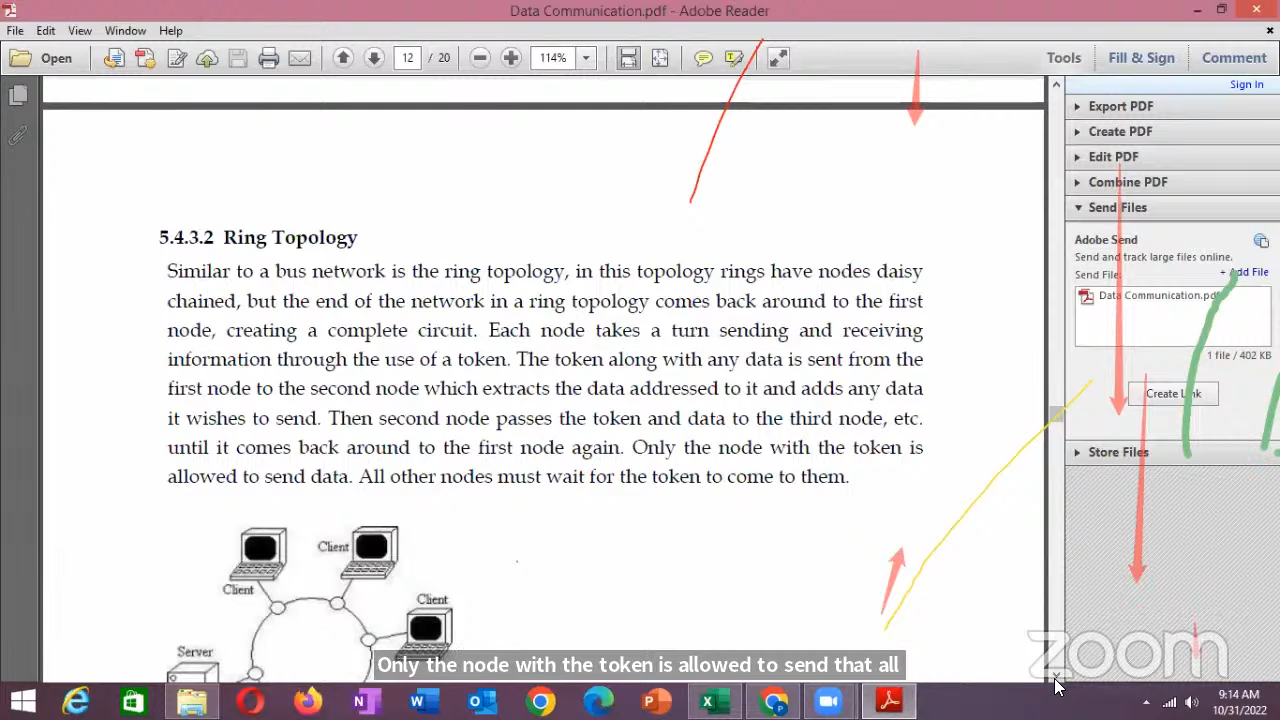 Data Communication.pdf - Adobe Reader
File Edit View Window Help
Open 12 / 20 114% Tools Fill & Sign Comment
Sign In
Export PDF
Create PDF
Edit PDF
Combine PDF
Send Files
Adobe Send
Send and track large files online.
Send File: + Add File
Data Communication.pdf
1 file / 402 KB
Create Link
Store Files
5.4.3.2 Ring Topology
Similar to a bus network is the ring topology, in this topology rings have nodes daisy
chained, but the end of the network in a ring topology comes back around to the first
node, creating a complete circuit. Each node takes a turn sending and receiving
information through the use of a token. The token along with any data is sent from the
first node to the second node which extracts the data addressed to it and adds any data
it wishes to send. Then second node passes the token and data to the third node, etc.
until it comes back around to the first node again. Only the node with the token is
allowed to send data. All other nodes must wait for the token to come to them.
Client
Client
Client
Server
Only the node with the token is allowed to send that all
zoom
9:14 AM
10/31/2022